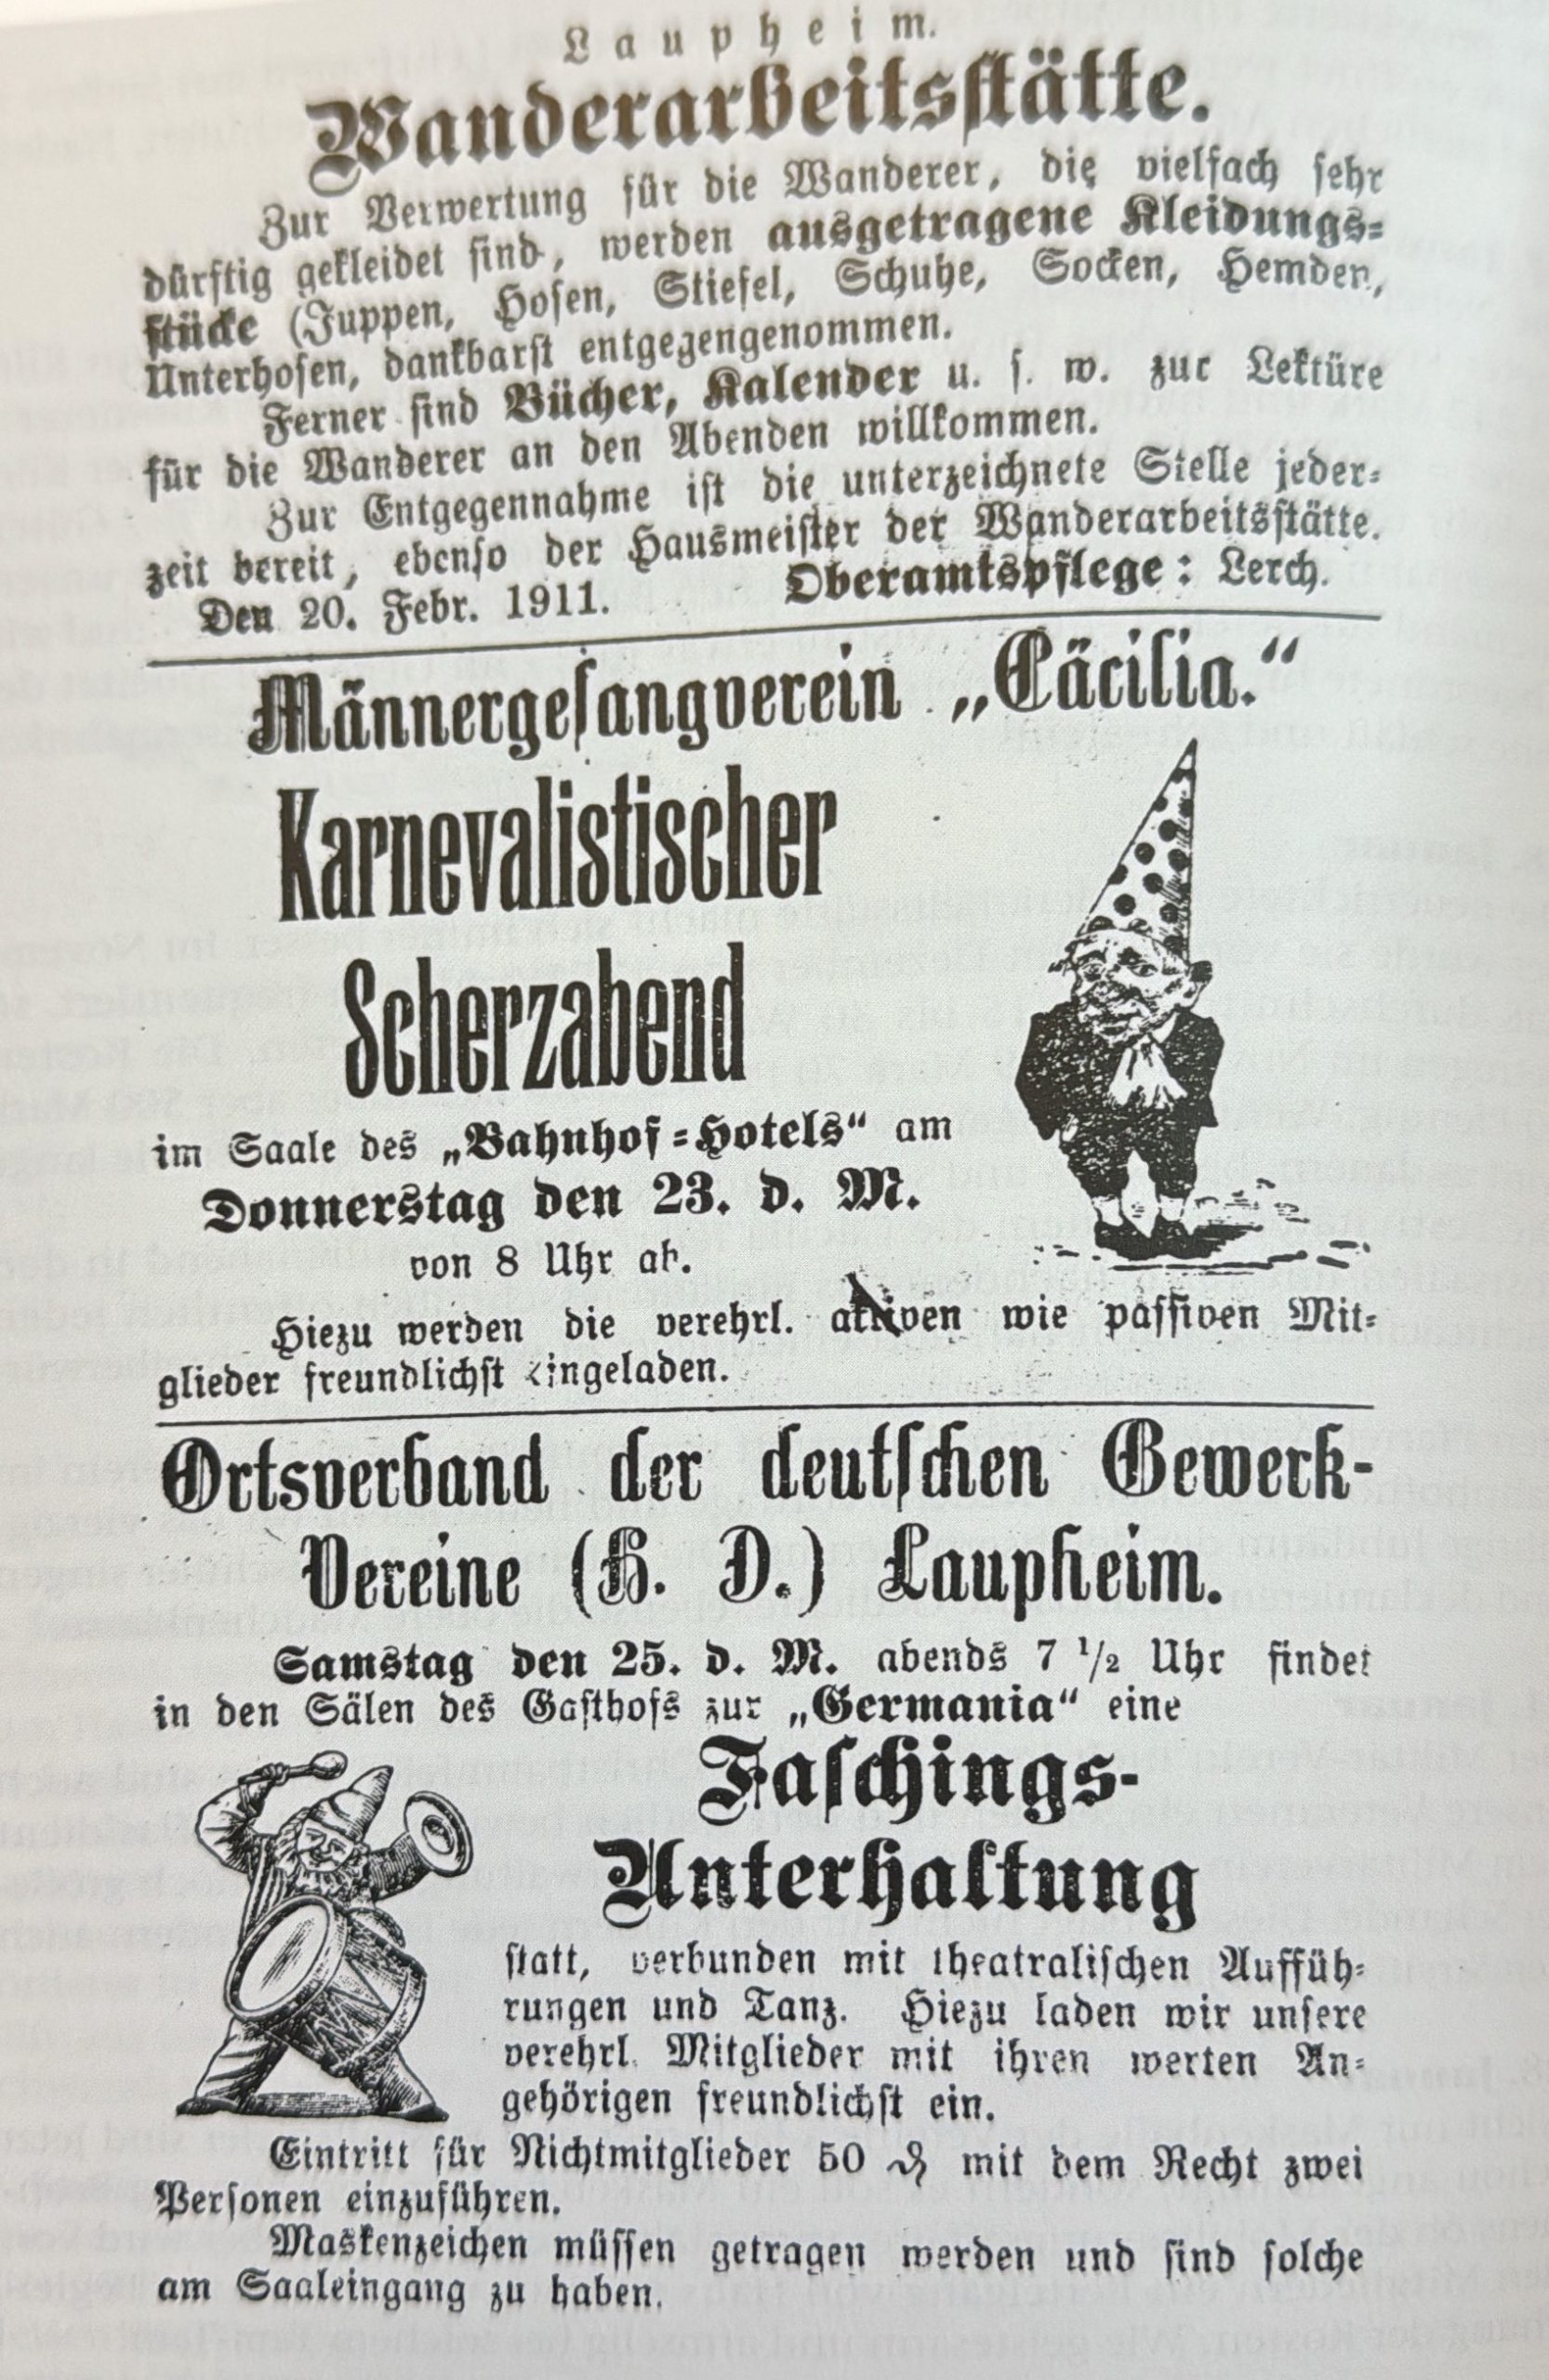 Laupheim.
Wanderarbeitsstätte.
Zur Verwertung für die Wanderer, die vielfach sehr
dürftig gekleidet sind, werden ausgetragene Kleidungs-
stücke (Juppen, Hosen, Stiefel, Schuhe, Socken, Hemden,
Unterhosen, dankbarst entgegengenommen.
Ferner sind Bücher, Kalender u. s. w. zur Lektüre
für die Wanderer an den Abenden willkommen.
Zur Entgegennahme ist die unterzeichnete Stelle jeder-
zeit bereit, ebenso der Hausmeister der Wanderarbeitsstätte.
Den 20. Febr. 1911. Oberamtspflege: Lerch.
Männergesangverein „Cäcilia.“
Karnevalistischer
Scherzabend
im Saale des „Bahnhof-Hotels“ am
Donnerstag den 23. d. M.
von 8 Uhr ab.
Hiezu werden die verehrl. aktiven wie passiven Mit-
glieder freundlichst eingeladen.
Ortsverband der deutschen Gewerk-
Vereine (H. D.) Laupheim.
Samstag den 25. d. M. abends 7 1/2 Uhr findet
in den Sälen des Gasthofs zur „Germania“ eine
Faschings-
Unterhaltung
statt, verbunden mit theatralischen Auffüh-
rungen und Tanz. Hiezu laden wir unsere
verehrl. Mitglieder mit ihren werten An-
gehörigen freundlichst ein.
Eintritt für Nichtmitglieder 50 ₰ mit dem Recht zwei
Personen einzuführen.
Maskenzeichen müssen getragen werden und sind solche
am Saaleingang zu haben.